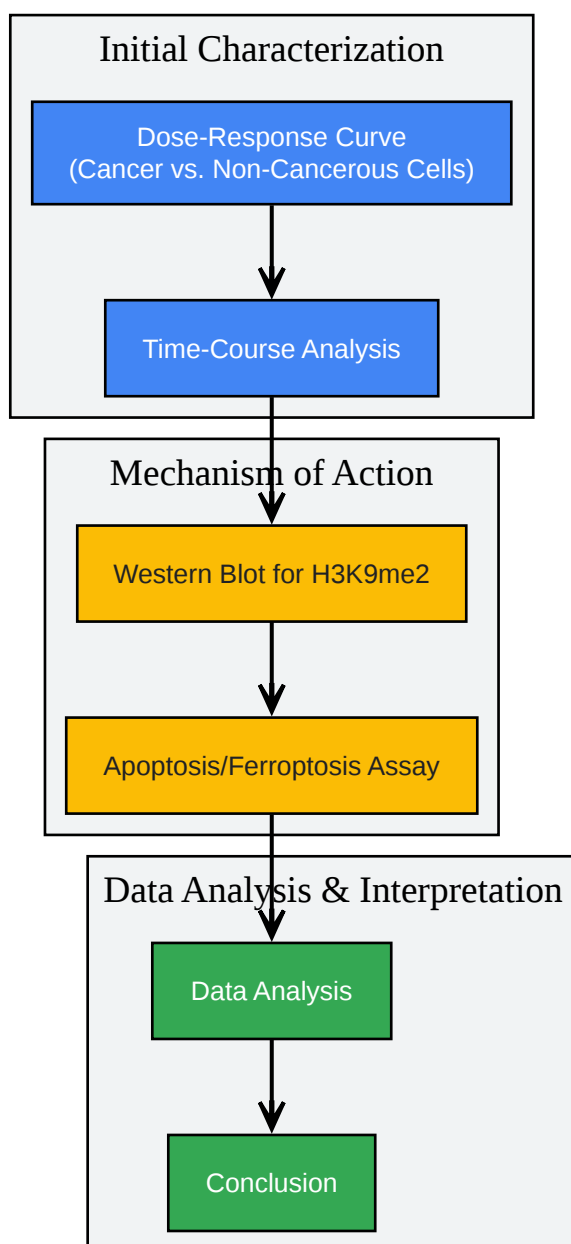 Initial Characterization
Dose-Response Curve
(Cancer vs. Non-Cancerous Cells)
Time-Course Analysis
Mechanism of Action
Western Blot for H3K9me2
Apoptosis/Ferroptosis Assay
Data Analysis & Interpretation
Data Analysis
Conclusion